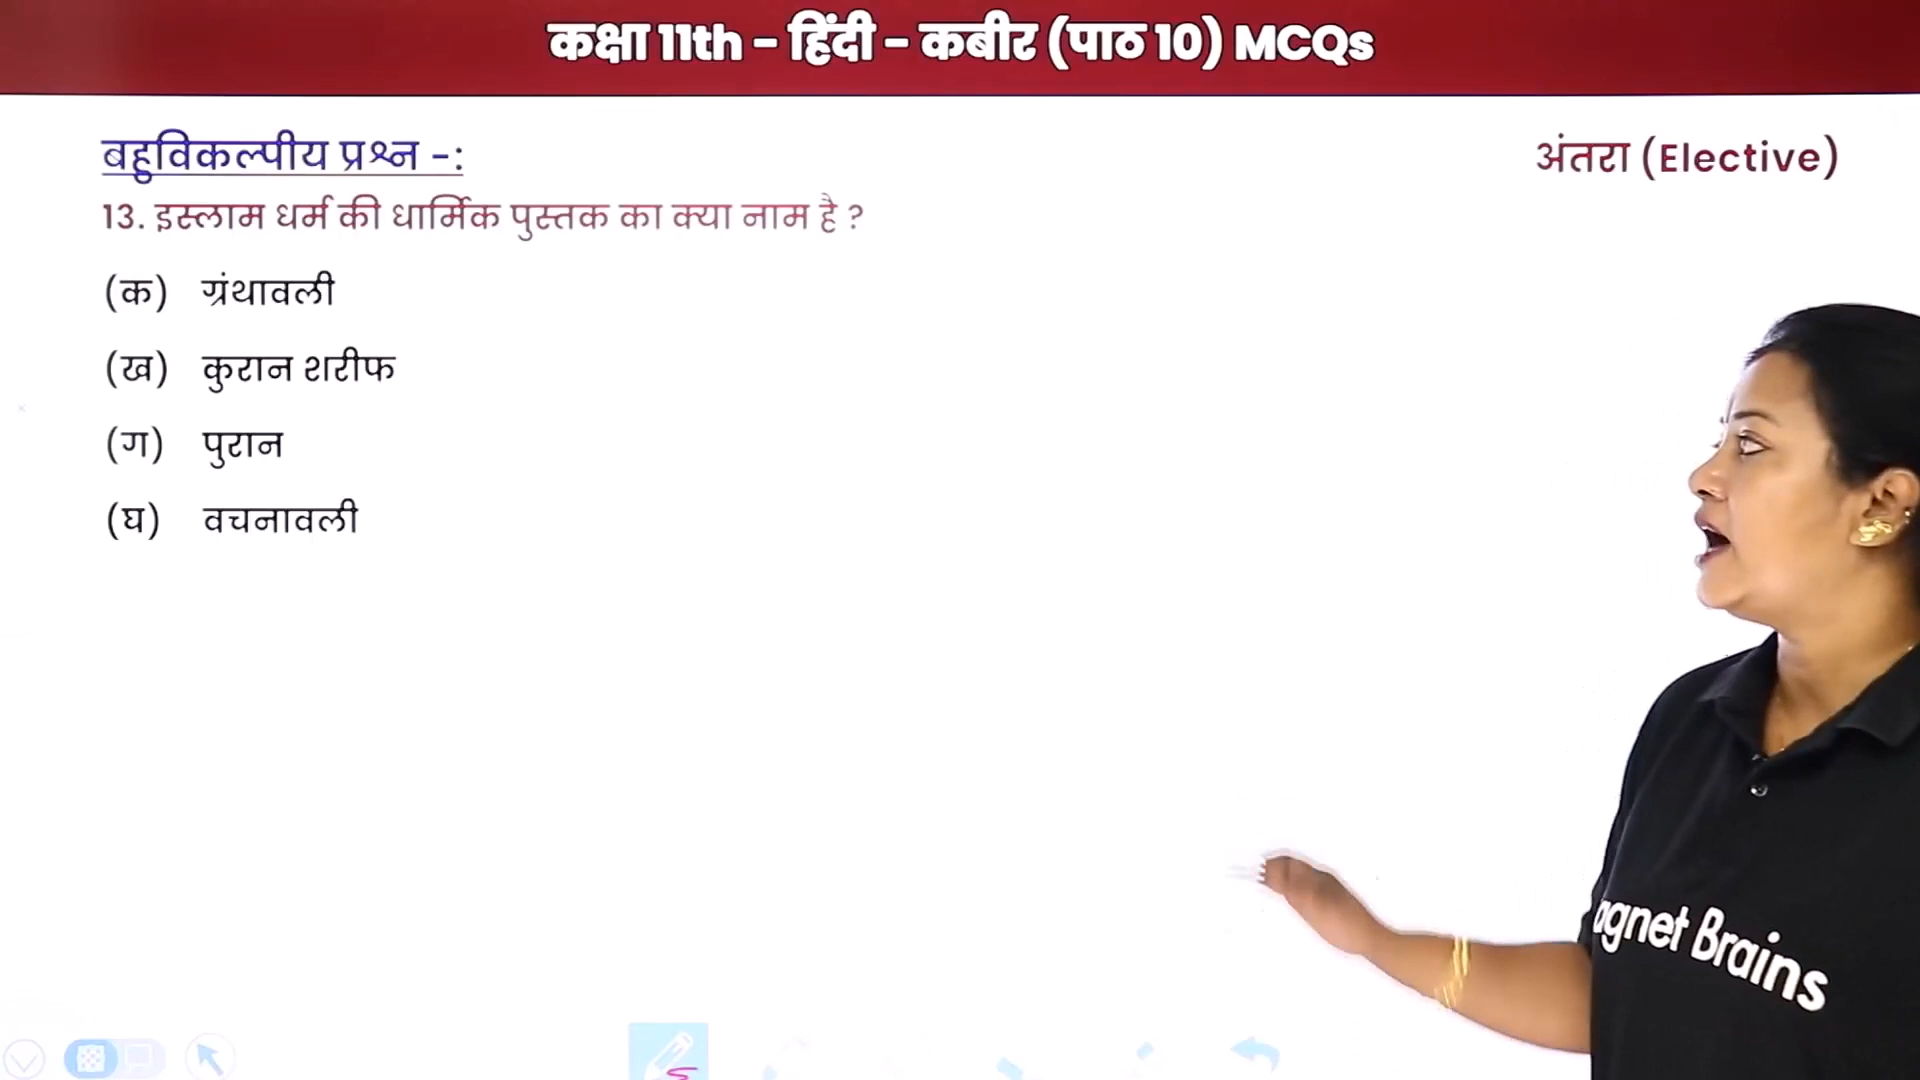 कक्षा 11th - हिंदी - कबीर (पाठ 10) MCQs
बहुविकल्पीय प्रश्न -:
अंतरा (Elective)
13. इस्लाम धर्म की धार्मिक पुस्तक का क्या नाम है ?
(क) ग्रंथावली
(ख) कुरान शरीफ
(ग) पुरान
(घ) वचनावली
agnet Brains